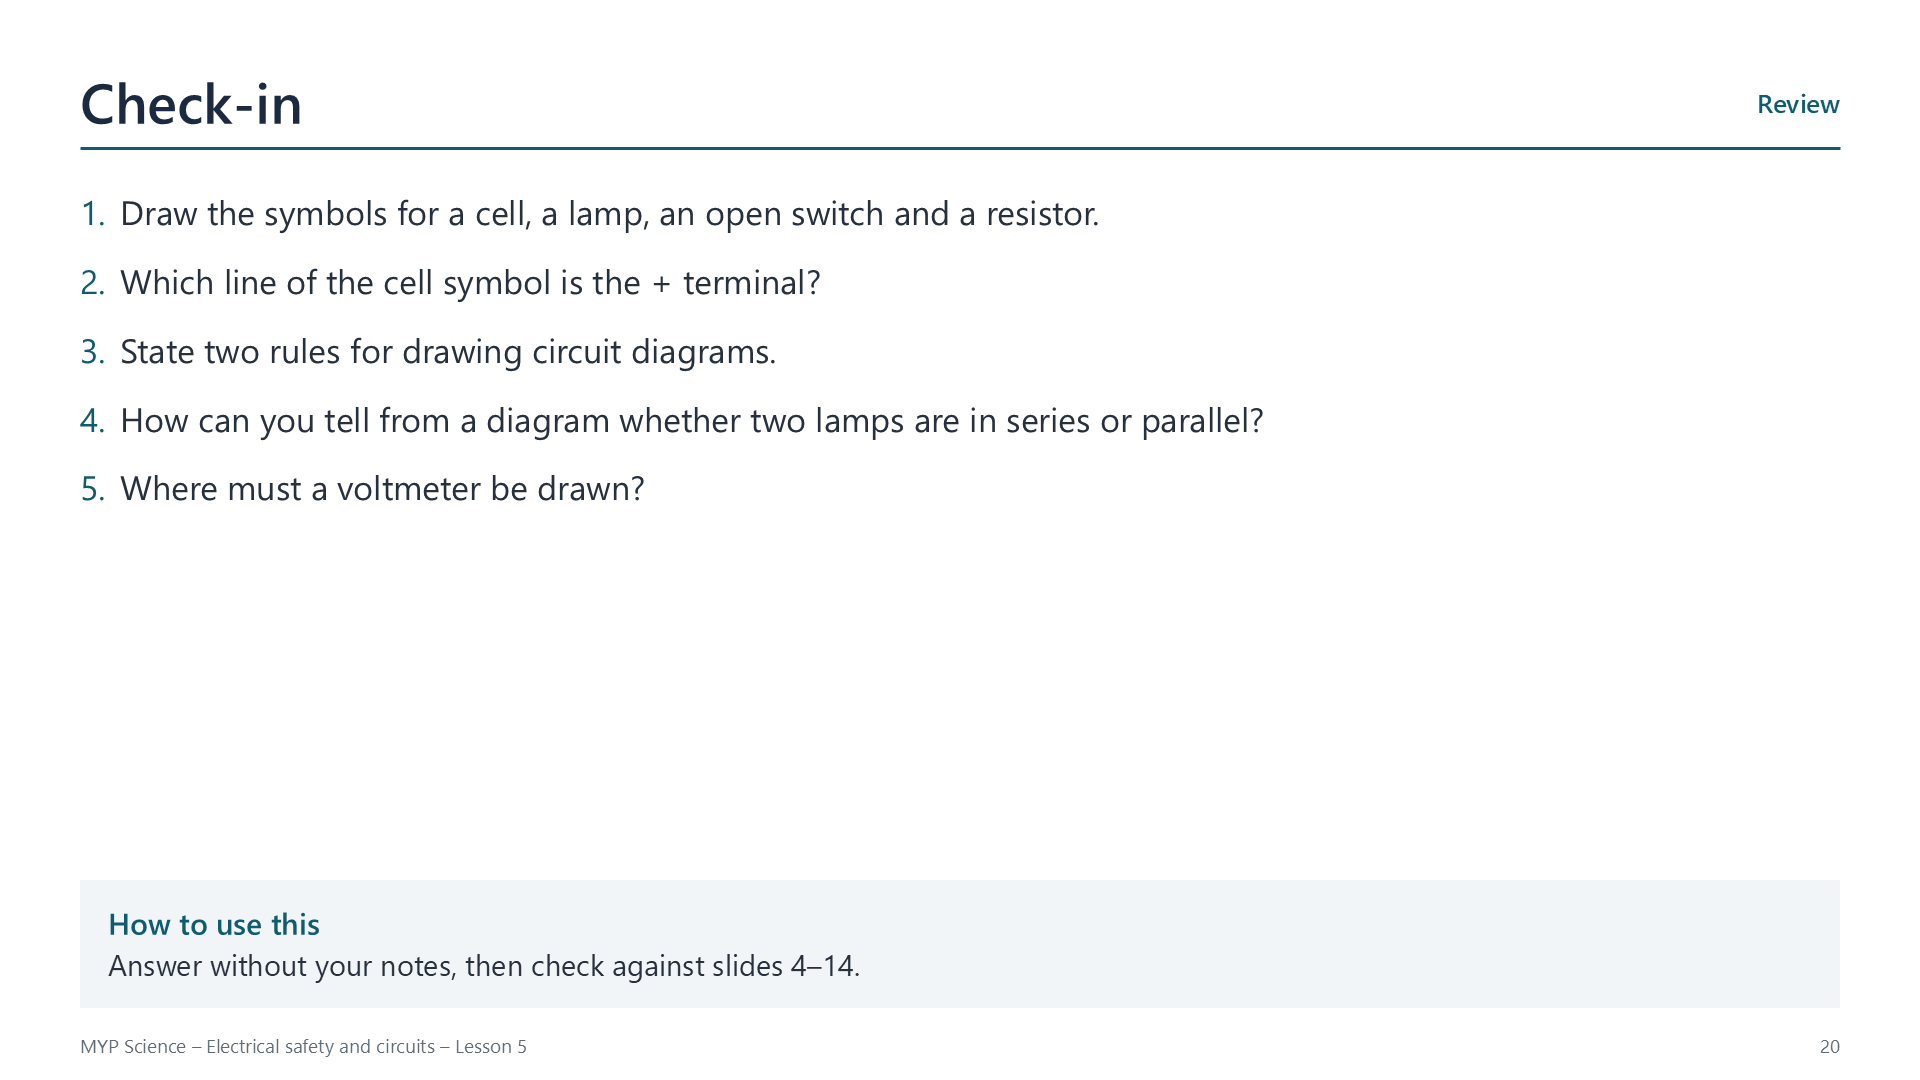 Check-in
Review
1. Draw the symbols for a cell, a lamp, an open switch and a resistor.
2. Which line of the cell symbol is the + terminal?
3. State two rules for drawing circuit diagrams.
4. How can you tell from a diagram whether two lamps are in series or parallel?
5. Where must a voltmeter be drawn?
How to use this
Answer without your notes, then check against slides 4–14.
MYP Science – Electrical safety and circuits – Lesson 5
20